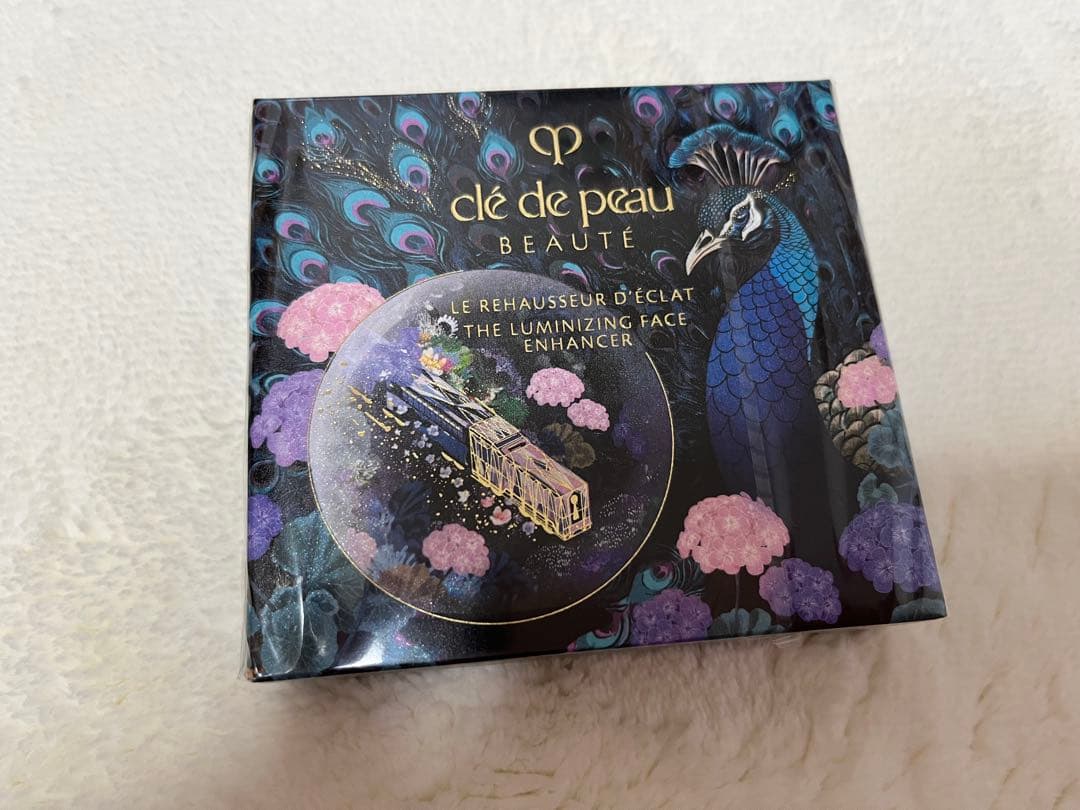 clé de peau
BEAUTÉ
LE REHAUSSEUR D'ÉCLAT
THE LUMINIZING FACE
ENHANCER